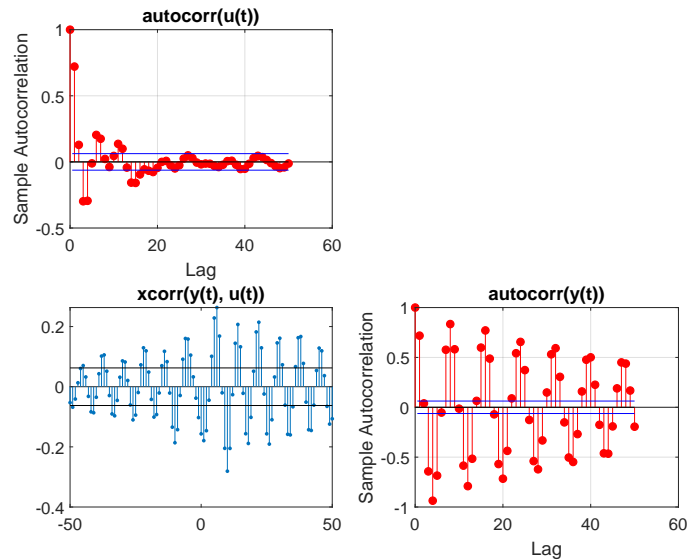 autocorr(u(t))
Sample Autocorrelation
1
0.5
0
-0.5
0 20 40 60
Lag
xcorr(y(t), u(t))
0.2
0
-0.2
-0.4
-50 0 50
autocorr(y(t))
Sample Autocorrelation
1
0.5
0
-0.5
-1
0 20 40 60
Lag